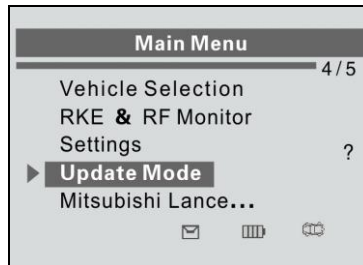 Main Menu
4/5
Vehicle Selection
RKE & RF Monitor
Settings
?
Update Mode
Mitsubishi Lance...